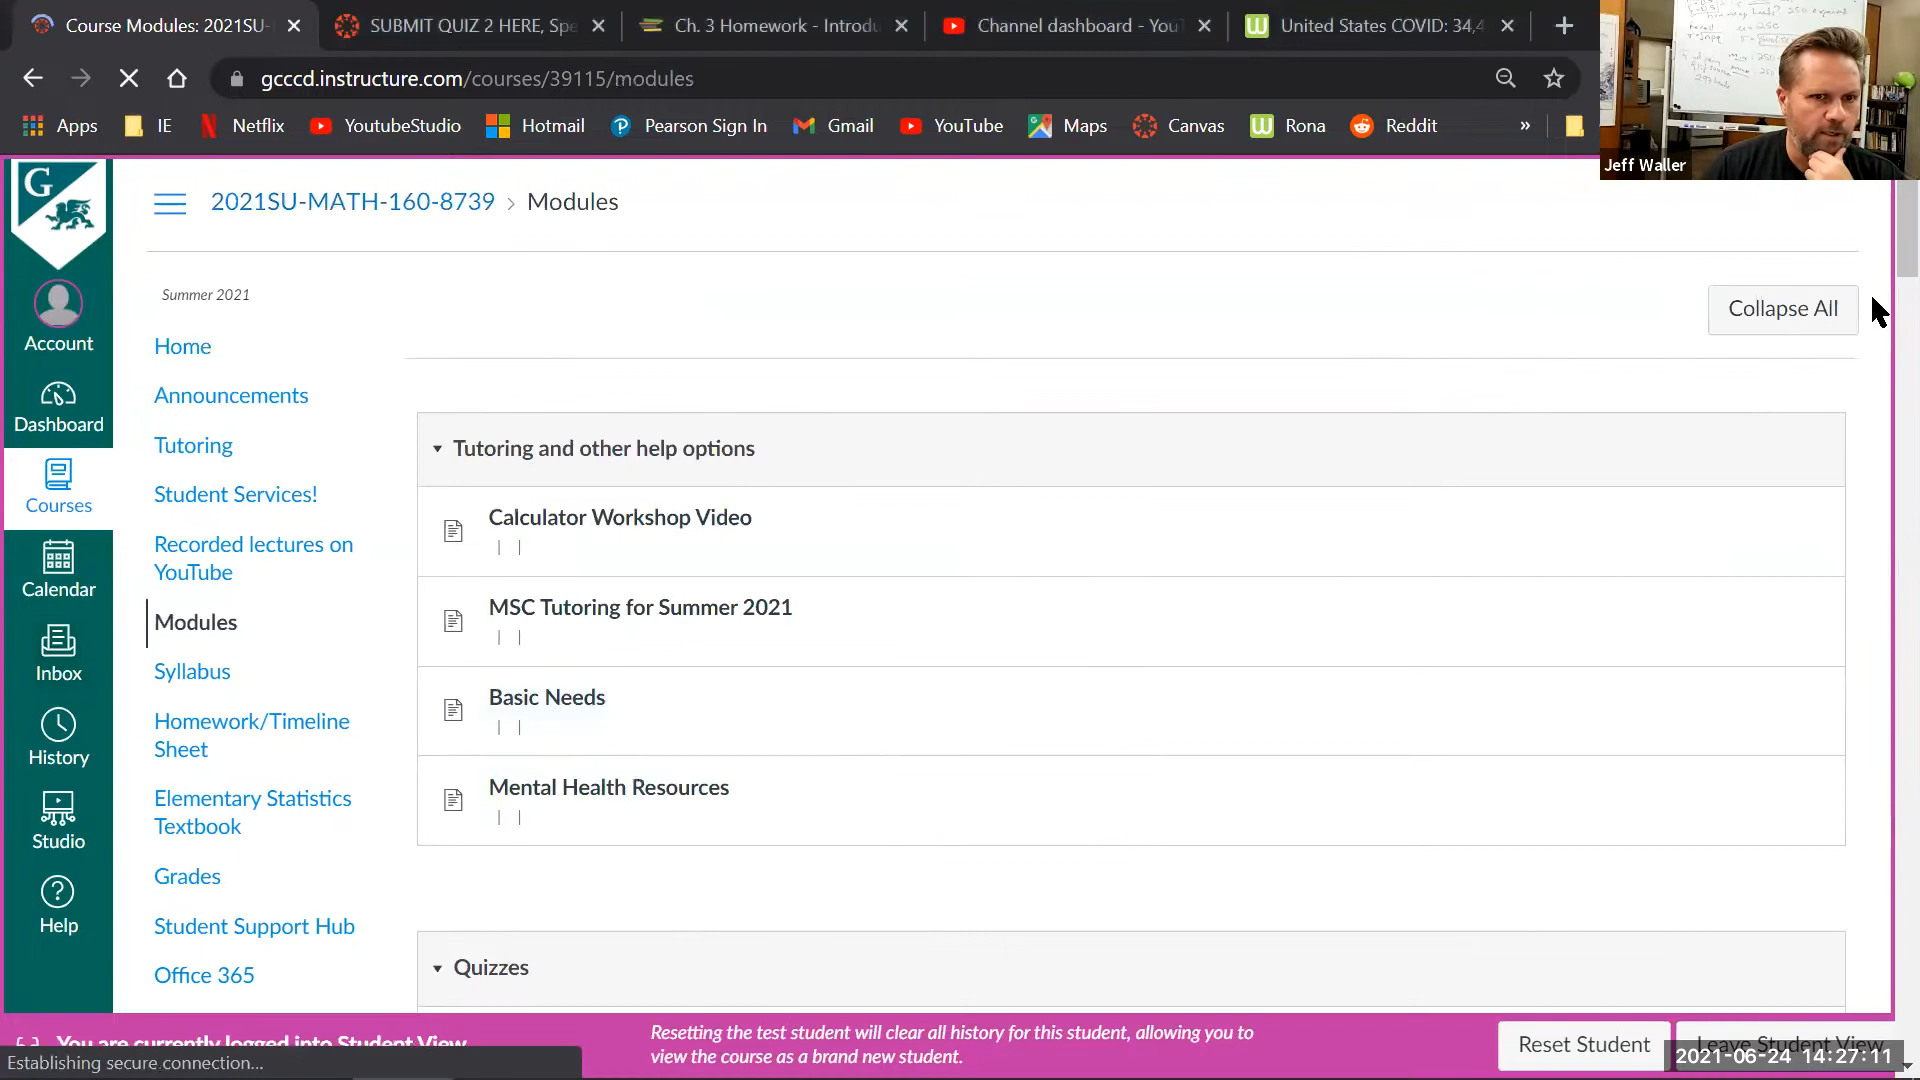 Course Modules: 2021SU-
SUBMIT QUIZ 2 HERE, Spe
Ch. 3 Homework - Introdu
Channel dashboard - YouT
United States COVID: 34,4
gcccd.instructure.com/courses/39115/modules
Apps
IE
Netflix
YoutubeStudio
Hotmail
Pearson Sign In
Gmail
YouTube
Maps
Canvas
Rona
Reddit
»
Jeff Waller
G
2021SU-MATH-160-8739 > Modules
Summer 2021
Collapse All
Account
Dashboard
Courses
Calendar
Inbox
History
Studio
Help
Home
Announcements
Tutoring
Student Services!
Recorded lectures on
YouTube
Modules
Syllabus
Homework/Timeline
Sheet
Elementary Statistics
Textbook
Grades
Student Support Hub
Office 365
Tutoring and other help options
Calculator Workshop Video
| |
MSC Tutoring for Summer 2021
| |
Basic Needs
| |
Mental Health Resources
| |
Quizzes
You are currently logged into Student View
Establishing secure connection...
Resetting the test student will clear all history for this student, allowing you to
view the course as a brand new student.
Reset Student
Leave Student View
2021-06-24 14:27:11